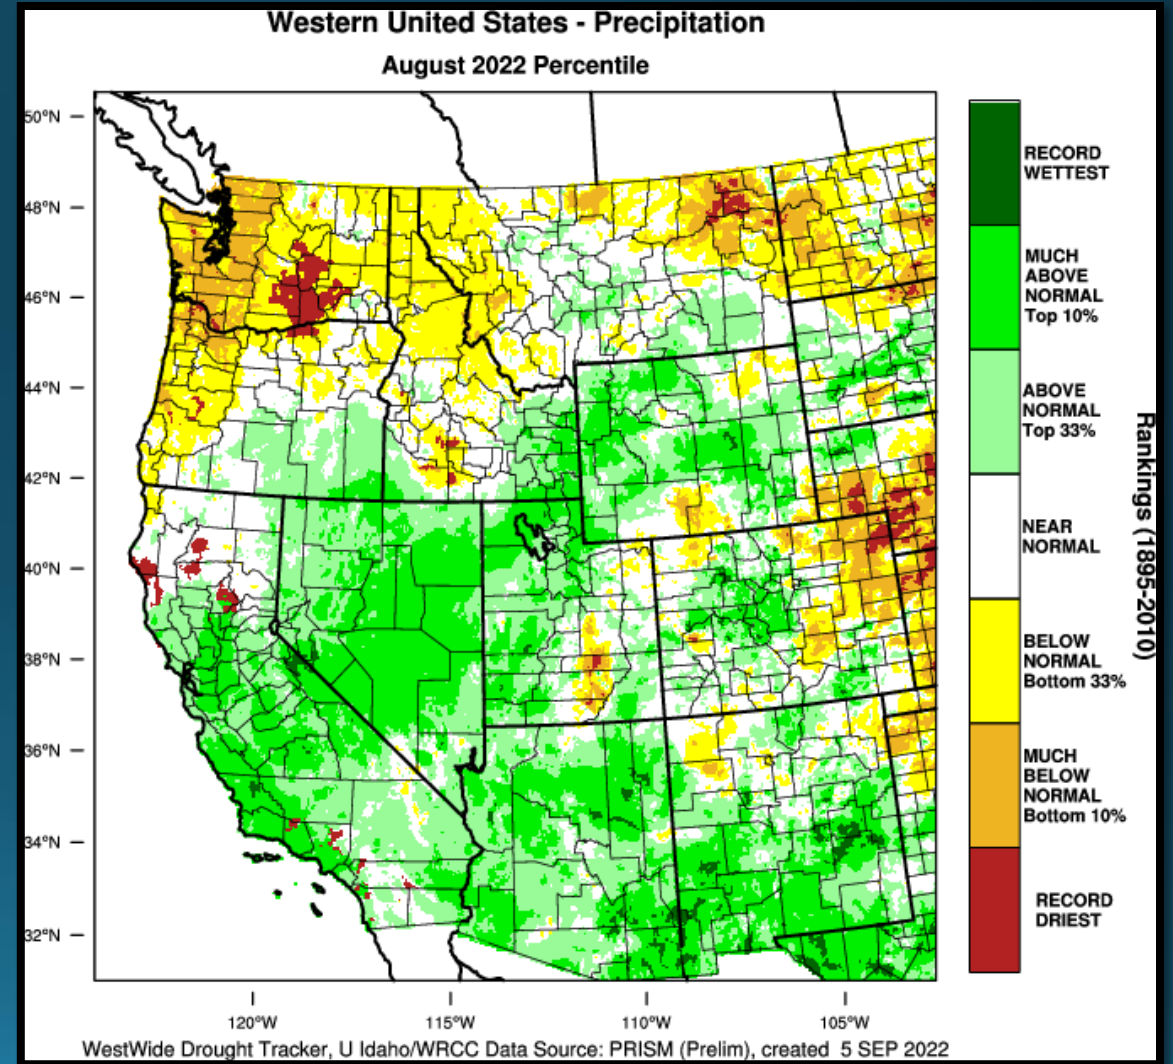 Western United States - Precipitation
August 2022 Percentile
50°N
48°N
46°N
44°N
42°N
40°N
38°N
36°N
34°N
32°N
120°W
115°W
110°W
105°W
RECORD
WETTEST
MUCH
ABOVE
NORMAL
Top 10%
ABOVE
NORMAL
Top 33%
NEAR
NORMAL
BELOW
NORMAL
Bottom 33%
MUCH
BELOW
NORMAL
Bottom 10%
RECORD
DRIEST
Rankings (1895-2010)
WestWide Drought Tracker, U Idaho/WRCC Data Source: PRISM (Prelim), created 5 SEP 2022